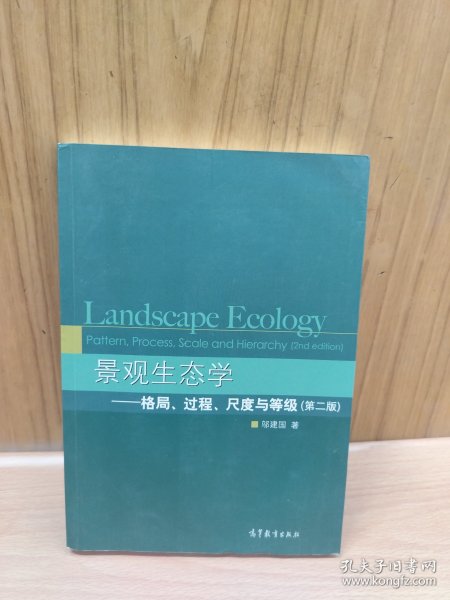 Landscape Ecology
Pattern, Process, Scale and Hierarchy (2nd edition)
景观生态学
——格局、过程、尺度与等级(第二版)
邬建国 著
高等教育出版社
孔夫子旧书网
www.kongfz.com